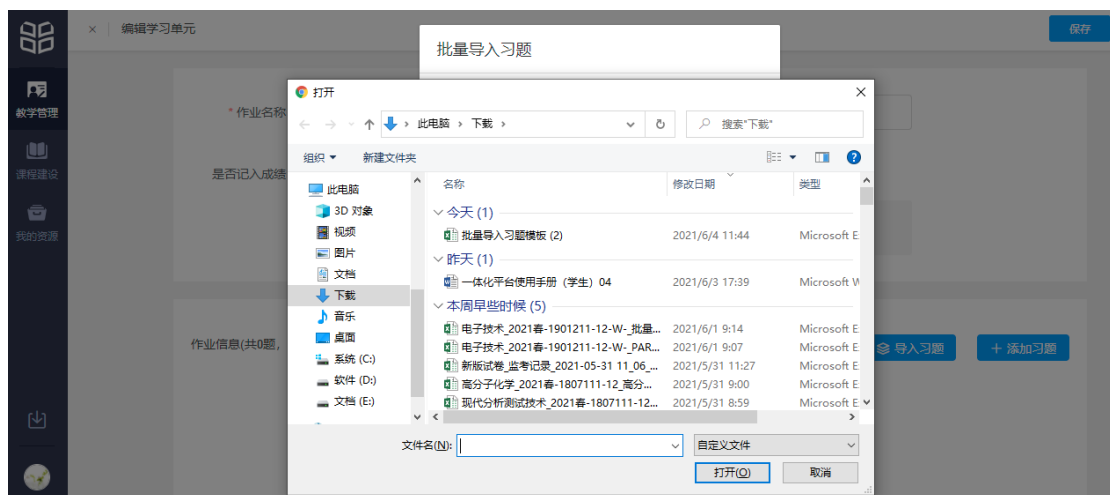 × 编辑学习单元
保存
批量导入习题
教学管理
课程建设
我的资源
* 作业名称
是否记入成绩
作业信息(共0题,
导入习题
+ 添加习题
打开
此电脑 › 下载 ›
搜索"下载"
组织 新建文件夹
名称 修改日期 类型
此电脑
3D 对象
视频
图片
文档
下载
音乐
桌面
系统 (C:)
软件 (D:)
文档 (E:)
今天 (1)
批量导入习题模板 (2) 2021/6/4 11:44 Microsoft E
昨天 (1)
一体化平台使用手册（学生）04 2021/6/3 17:39 Microsoft W
本周早些时候 (5)
电子技术_2021春-1901211-12-W-_批量... 2021/6/1 9:14 Microsoft E
电子技术_2021春-1901211-12-W-_PAR... 2021/6/1 9:07 Microsoft E
新版试卷_监考记录_2021-05-31 11_06_... 2021/5/31 11:27 Microsoft E
高分子化学_2021春-1807111-12_高分... 2021/5/31 9:00 Microsoft E
现代分析测试技术_2021春-1807111-12... 2021/5/31 8:59 Microsoft E
文件名(N): 自定义文件
打开(O) 取消